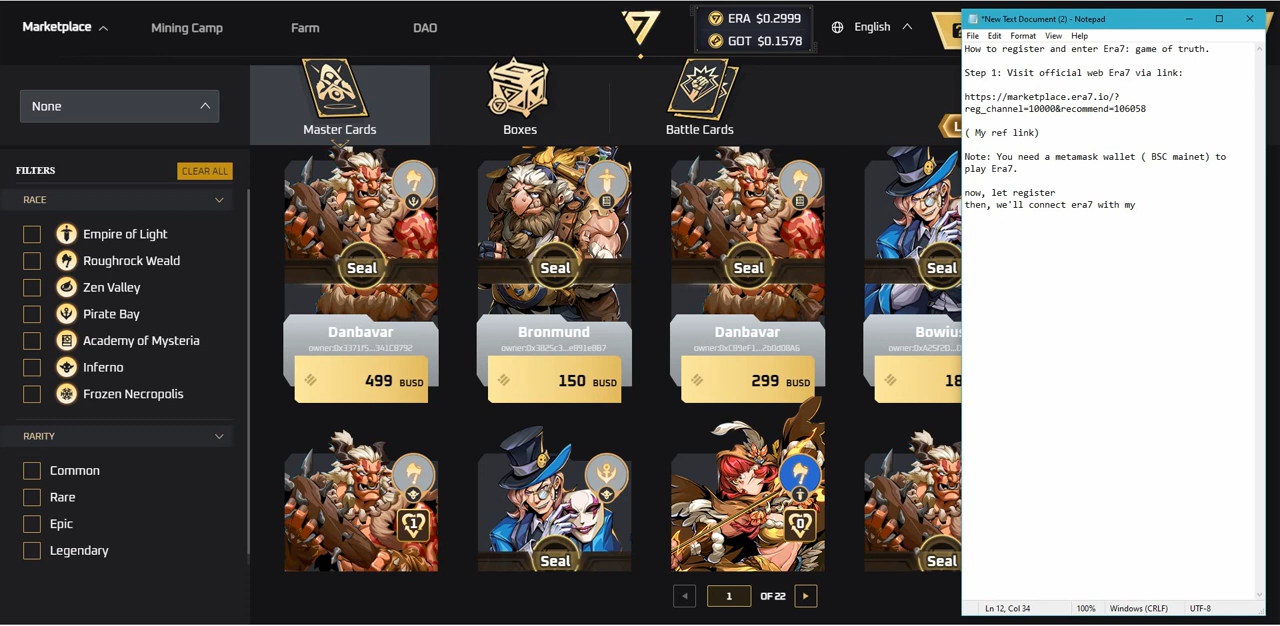 Marketplace
Mining Camp
Farm
DAO
ERA $0.2999
GOT $0.1578
English
None
Master Cards
Boxes
Battle Cards
FILTERS
CLEAR ALL
RACE
Empire of Light
Roughrock Weald
Zen Valley
Pirate Bay
Academy of Mysteria
Inferno
Frozen Necropolis
RARITY
Common
Rare
Epic
Legendary
Seal
Danbavar
499 BUSD
Seal
Bronmund
150 BUSD
Seal
Danbavar
299 BUSD
Seal
Bowius
18
1
Seal
0
Seal
1 OF 22
*New Text Document (2) - Notepad
File Edit Format View Help
How to register and enter Era7: game of truth.
Step 1: Visit official web Era7 via link:
https://marketplace.era7.io/?
reg_channel=10000&recommend=106058
( My ref link)
Note: You need a metamask wallet ( BSC mainet) to
play Era7.
now, let register
then, we'll connect era7 with my
Ln 12, Col 34
100%
Windows (CRLF)
UTF-8